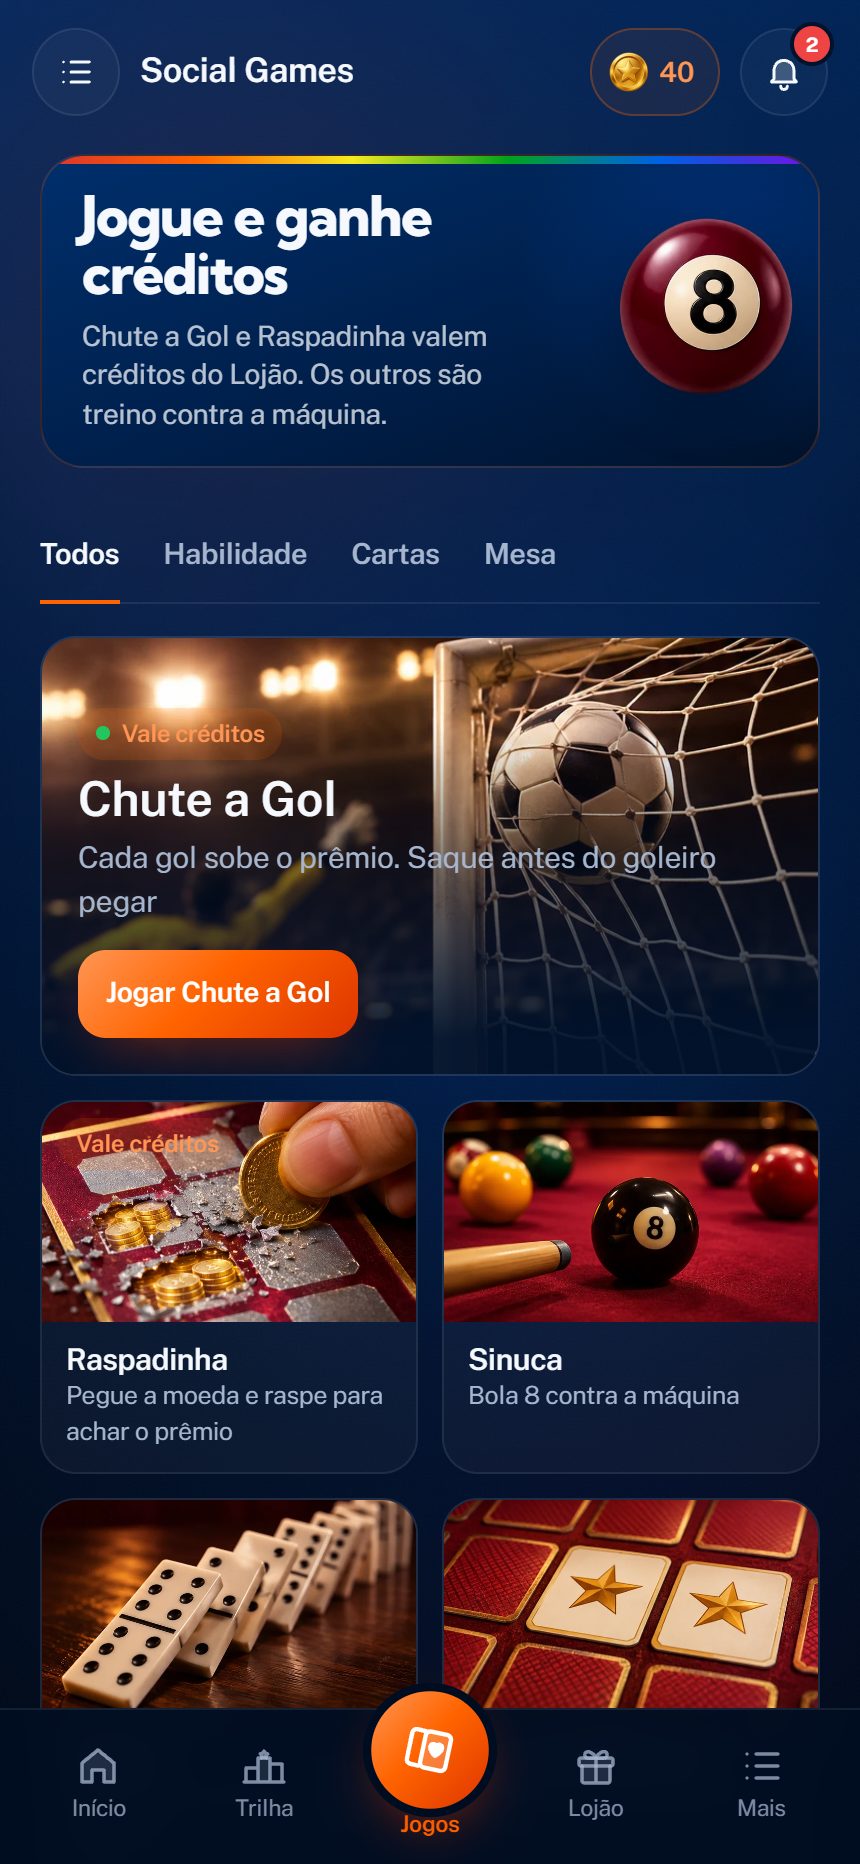 Social Games
40
2
Jogue e ganhe
créditos
Chute a Gol e Raspadinha valem
créditos do Lojão. Os outros são
treino contra a máquina.
8
Todos
Habilidade
Cartas
Mesa
Vale créditos
Chute a Gol
Cada gol sobe o prêmio. Saque antes do goleiro
pegar
Jogar Chute a Gol
Vale créditos
8
Raspadinha
Pegue a moeda e raspe para
achar o prêmio
Sinuca
Bola 8 contra a máquina
Início
Trilha
Jogos
Lojão
Mais